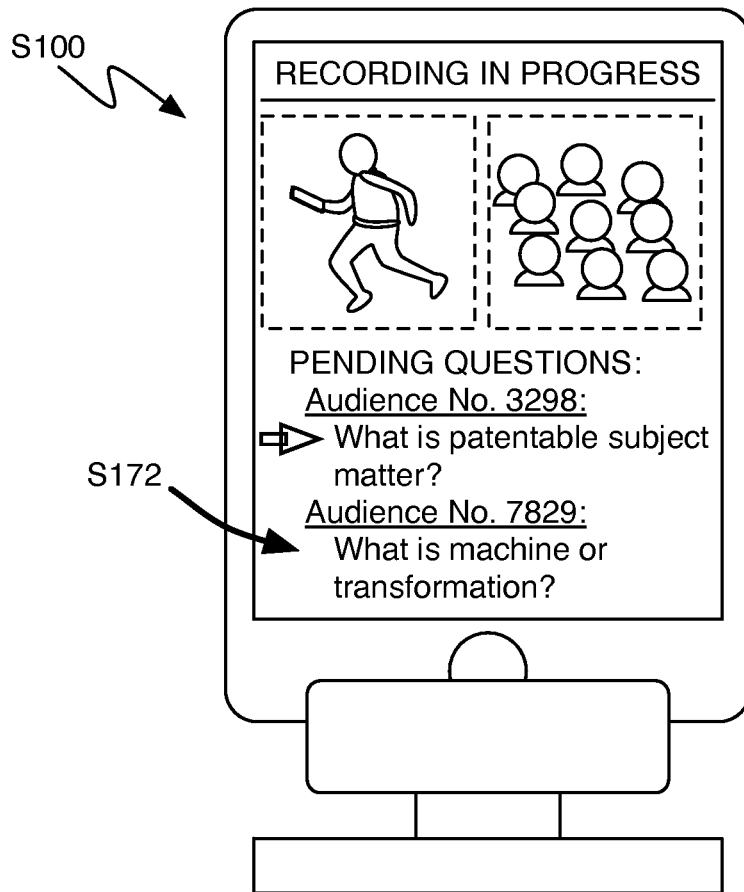 S100
RECORDING IN PROGRESS
PENDING QUESTIONS:
Audience No. 3298:
What is patentable subject
matter?
S172
Audience No. 7829:
What is machine or
transformation?